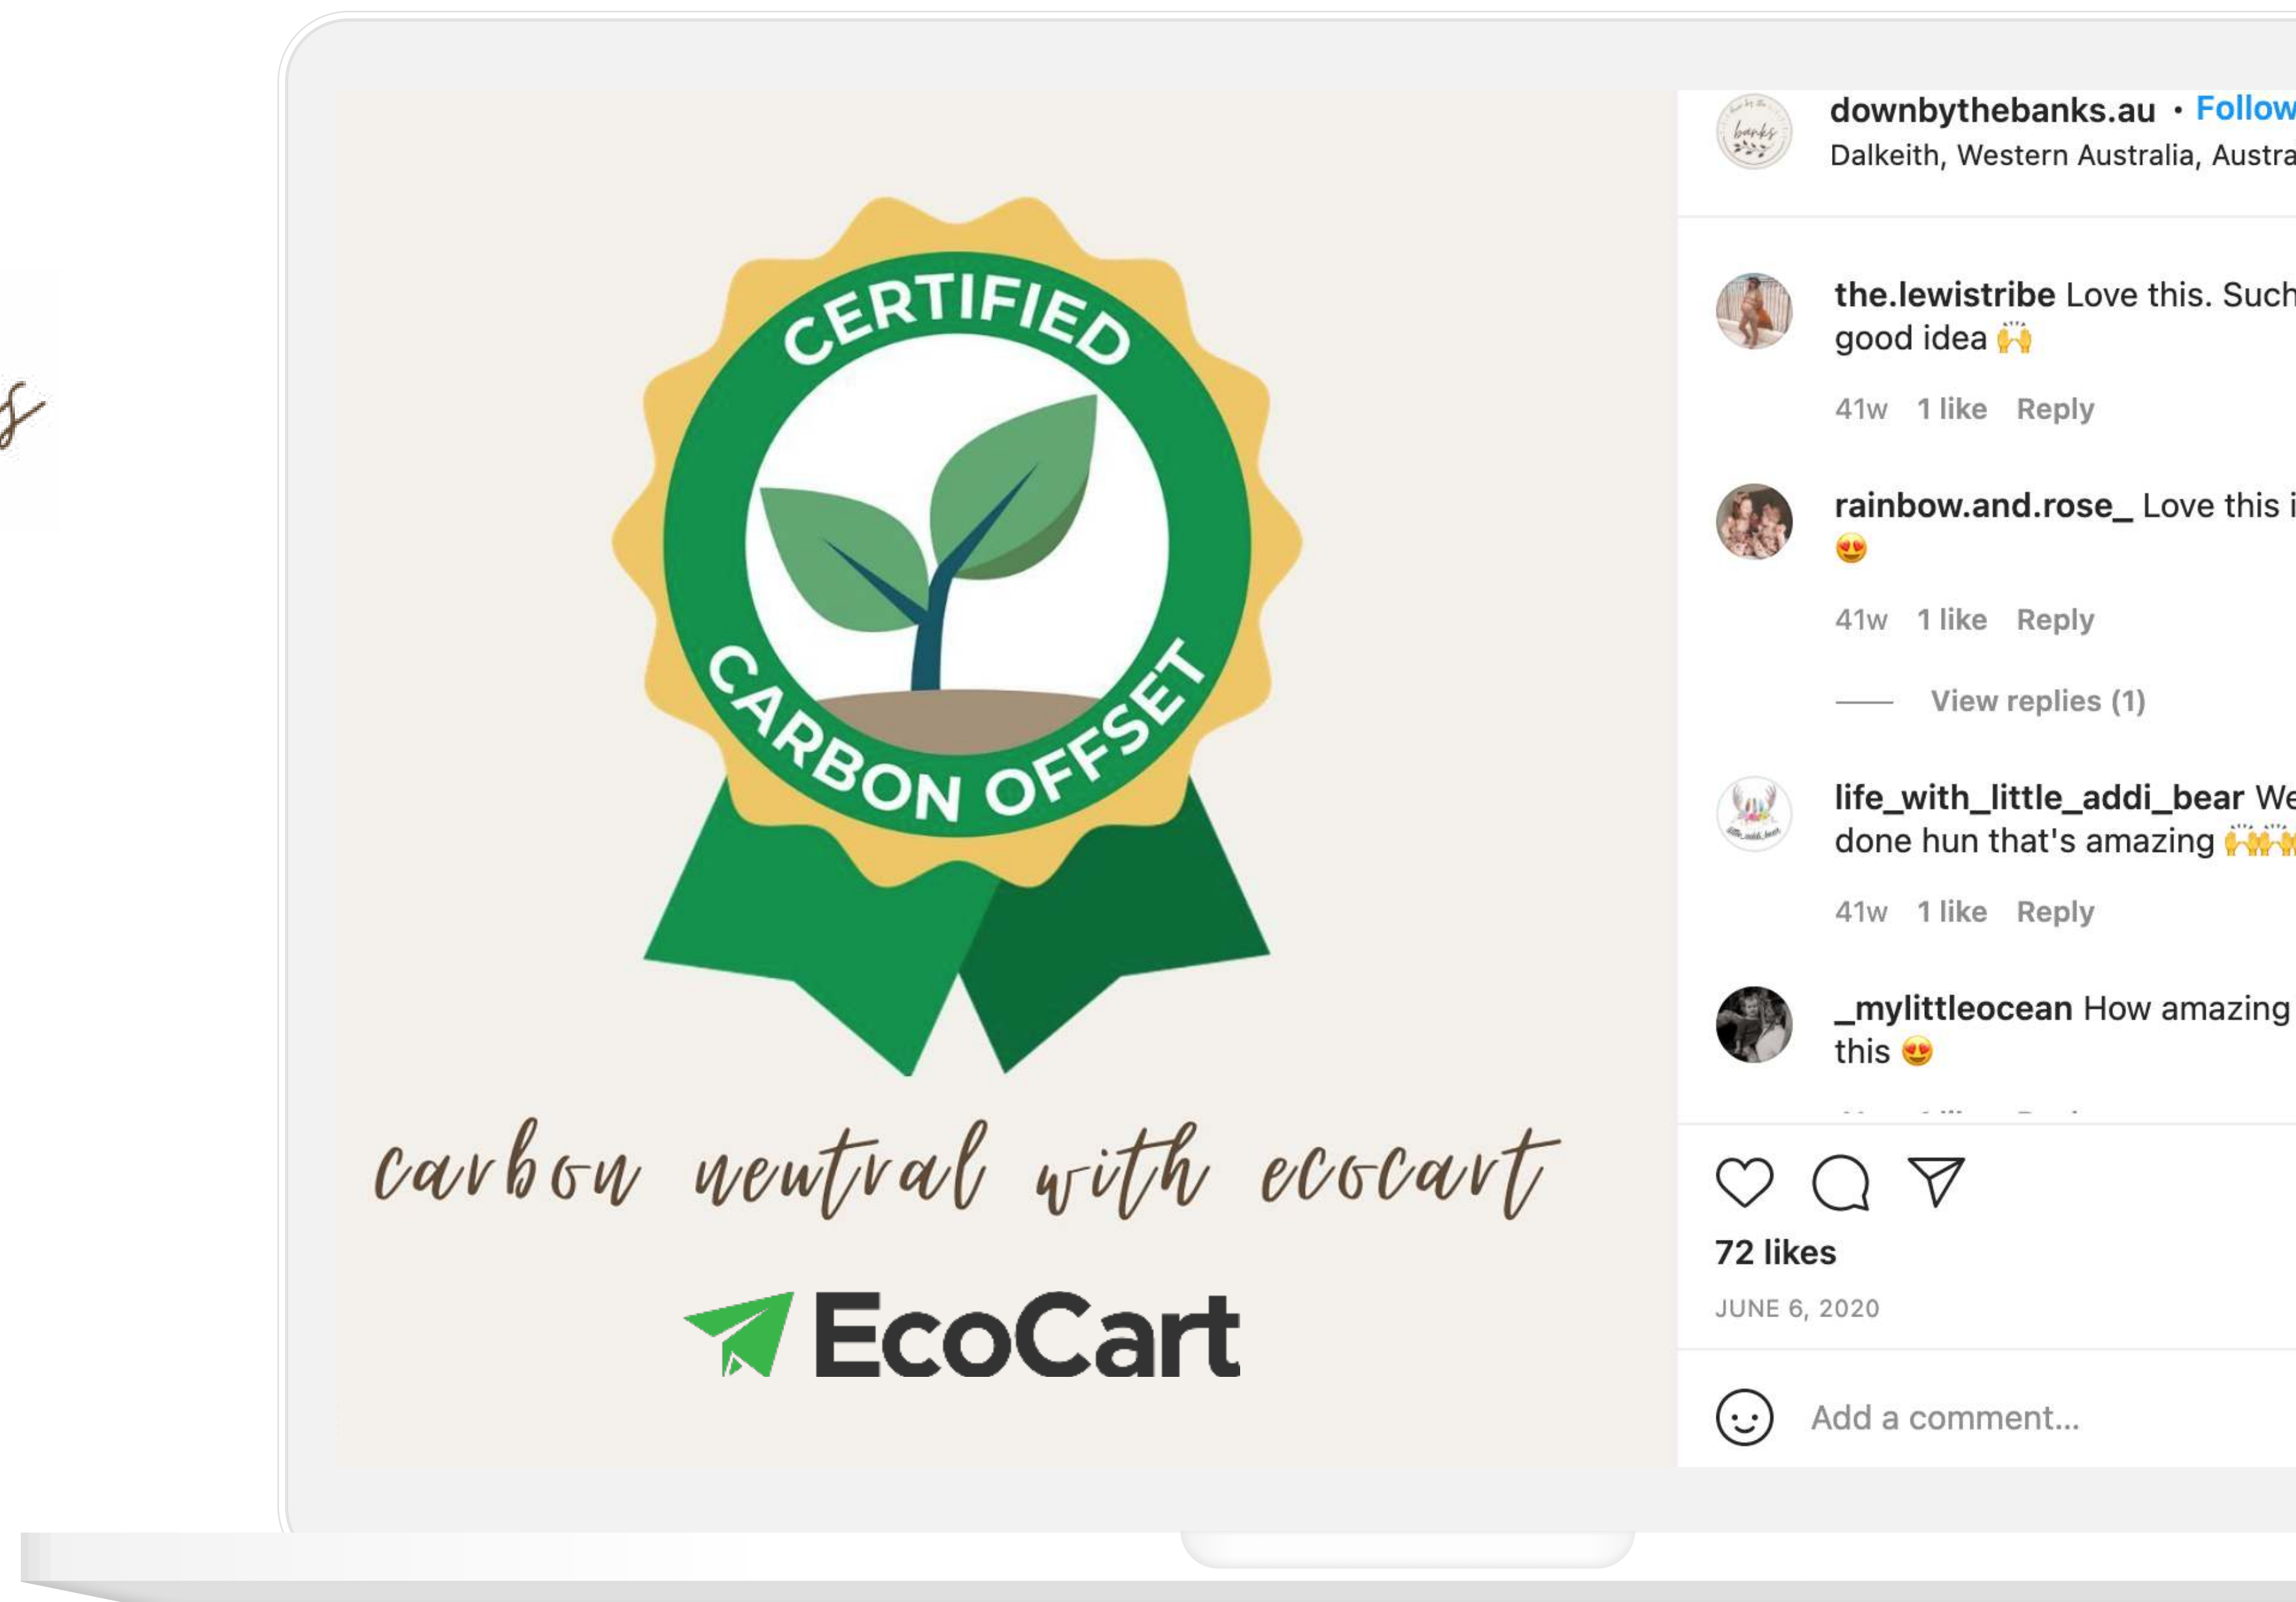 s
CERTIFIED
CARBON OFFSET
carbon neutral with ecocart
EcoCart
banks
downbythebanks.au • Follow
Dalkeith, Western Australia, Austra
the.lewistribe Love this. Such
good idea 🙌
41w 1 like Reply
rainbow.and.rose_ Love this i
😍
41w 1 like Reply
View replies (1)
life_with_little_addi_bear We
done hun that's amazing 🙌🙌
41w 1 like Reply
_mylittleocean How amazing
this 😍
72 likes
JUNE 6, 2020
Add a comment...